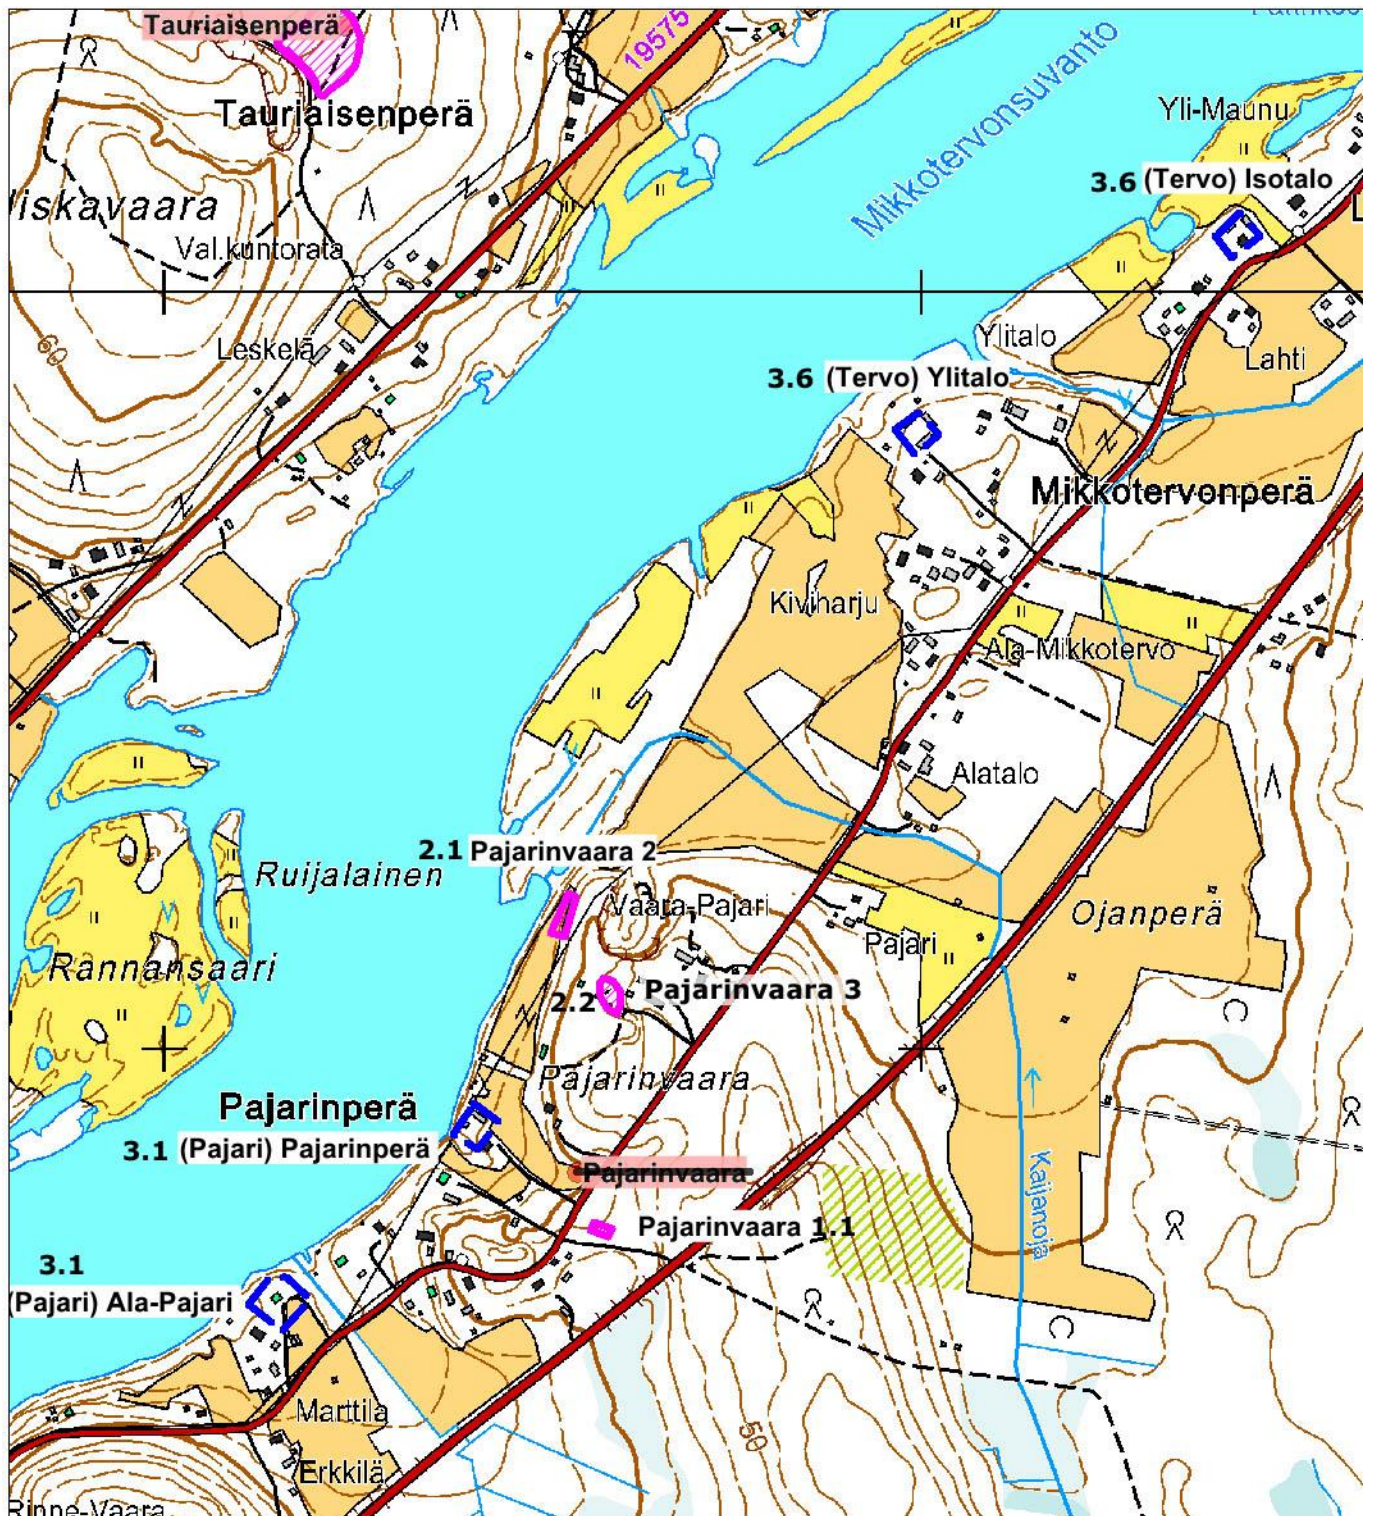 Tauriaisenperä
19575
Tauriaisenperä
Mikkotervonsuvanto
Yli-Maunu
3.6 (Tervo) Isotalo
Val.kuntorata
60
Leskelä
Ylitalo
Lahti
3.6 (Tervo) Ylitalo
Mikkotervonperä
Kiviharju
Ala-Mikkotervo
Alatalo
2.1 Pajarinvaara 2
Ruijalainen
Vaara-Pajari
Pajari
Ojanperä
Rannansaari
2.2 Pajarinvaara 3
Pajarinvaara
Pajarinperä
3.1 (Pajari) Pajarinperä
Pajarinvaara
Kaijanoja
Pajarinvaara 1.1
3.1
(Pajari) Ala-Pajari
Marttila
50
Erkkilä
Rinne-Vaara